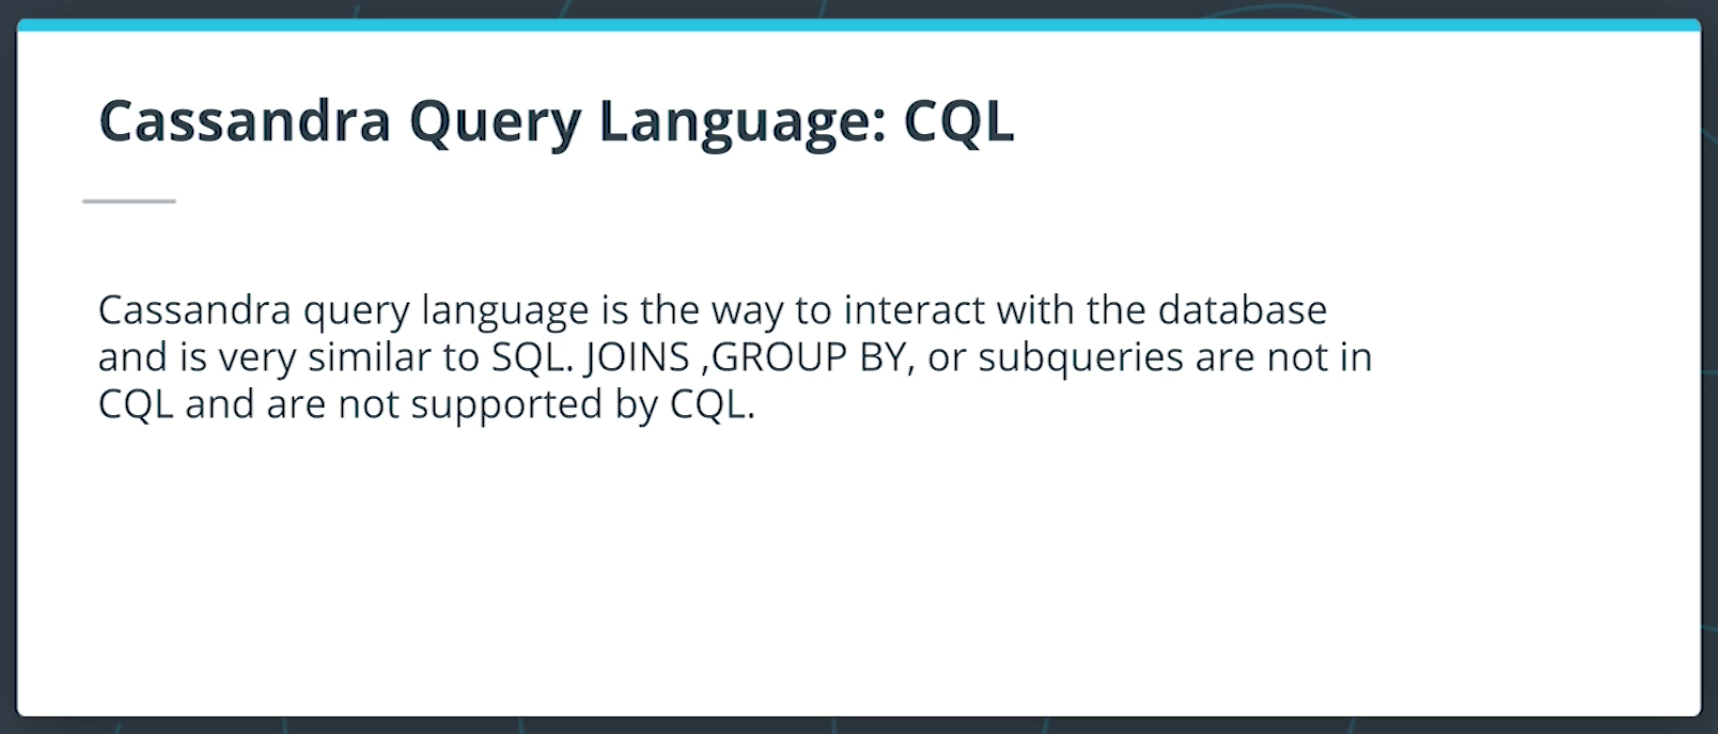 Cassandra Query Language: CQL
Cassandra query language is the way to interact with the database
and is very similar to SQL. JOINS ,GROUP BY, or subqueries are not in
CQL and are not supported by CQL.